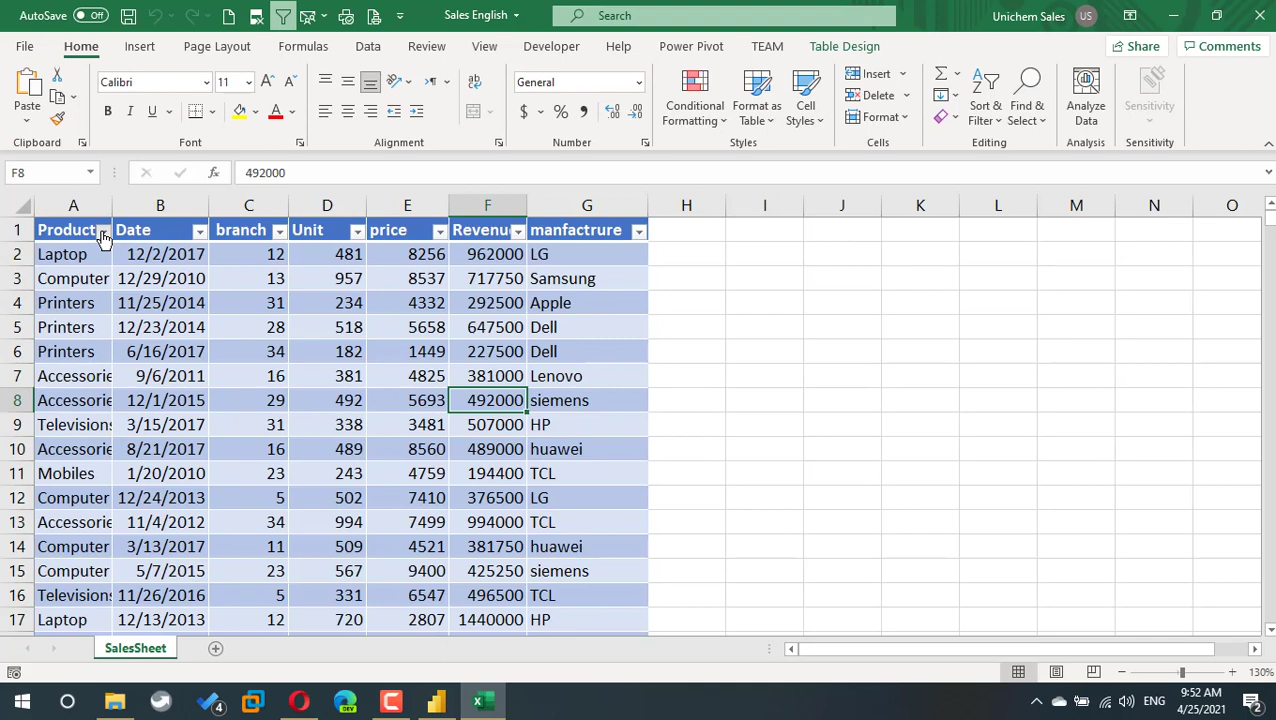 AutoSave Off Sales English Search Unichem Sales US
File Home Insert Page Layout Formulas Data Review View Developer Help Power Pivot TEAM Table Design Share Comments
Paste Calibri 11 B I U A General $ % Conditional Formatting Format as Table Cell Styles Insert Delete Format Sort & Filter Find & Select Analyze Data Sensitivity
Clipboard Font Alignment Number Styles Cells Editing Analysis Sensitivity
F8 fx 492000
A B C D E F G H I J K L M N O
1 Product Date branch Unit price Revenu manfactrure
2 Laptop 12/2/2017 12 481 8256 962000 LG
3 Computer 12/29/2010 13 957 8537 717750 Samsung
4 Printers 11/25/2014 31 234 4332 292500 Apple
5 Printers 12/23/2014 28 518 5658 647500 Dell
6 Printers 6/16/2017 34 182 1449 227500 Dell
7 Accessorie 9/6/2011 16 381 4825 381000 Lenovo
8 Accessorie 12/1/2015 29 492 5693 492000 siemens
9 Televisions 3/15/2017 31 338 3481 507000 HP
10 Accessorie 8/21/2017 16 489 8560 489000 huawei
11 Mobiles 1/20/2010 23 243 4759 194400 TCL
12 Computer 12/24/2013 5 502 7410 376500 LG
13 Accessorie 11/4/2012 34 994 7499 994000 TCL
14 Computer 3/13/2017 11 509 4521 381750 huawei
15 Computer 5/7/2015 23 567 9400 425250 siemens
16 Televisions 11/26/2016 5 331 6547 496500 TCL
17 Laptop 12/13/2013 12 720 2807 1440000 HP
SalesSheet
130%
4 ENG 9:52 AM
4/25/2021 2